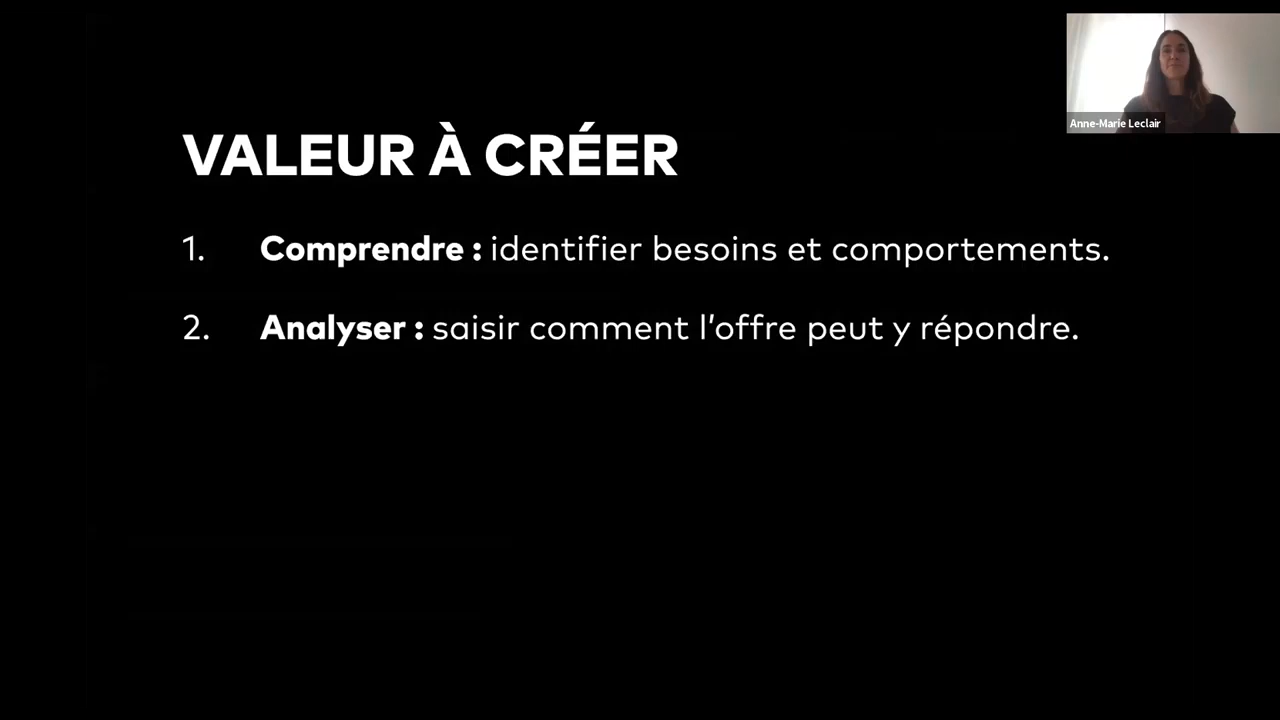 Anne-Marie Leclair
VALEUR À CRÉER
1. Comprendre : identifier besoins et comportements.
2. Analyser : saisir comment l’offre peut y répondre.